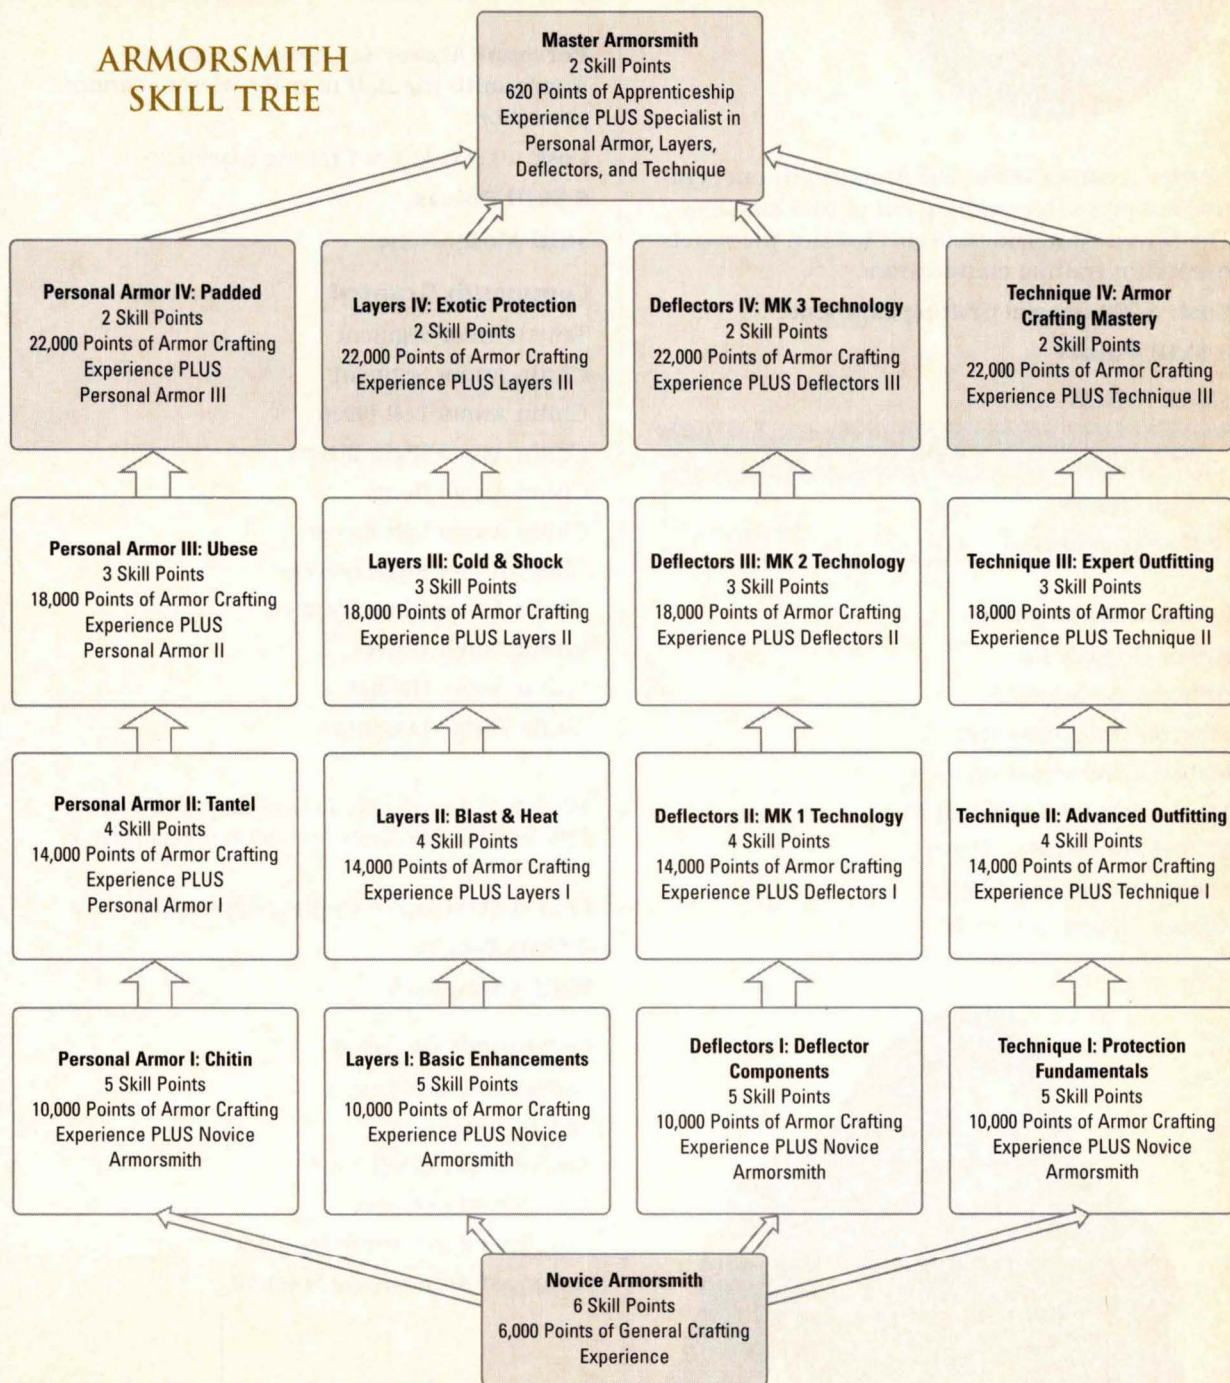 ARMORSMITH
SKILL TREE
Master Armorsmith
2 Skill Points
620 Points of Apprenticeship
Experience PLUS Specialist in
Personal Armor, Layers,
Deflectors, and Technique
Personal Armor IV: Padded
2 Skill Points
22,000 Points of Armor Crafting
Experience PLUS
Personal Armor III
Layers IV: Exotic Protection
2 Skill Points
22,000 Points of Armor Crafting
Experience PLUS Layers III
Deflectors IV: MK 3 Technology
2 Skill Points
22,000 Points of Armor Crafting
Experience PLUS Deflectors III
Technique IV: Armor
Crafting Mastery
2 Skill Points
22,000 Points of Armor Crafting
Experience PLUS Technique III
Personal Armor III: Ubese
3 Skill Points
18,000 Points of Armor Crafting
Experience PLUS
Personal Armor II
Layers III: Cold & Shock
3 Skill Points
18,000 Points of Armor Crafting
Experience PLUS Layers II
Deflectors III: MK 2 Technology
3 Skill Points
18,000 Points of Armor Crafting
Experience PLUS Deflectors II
Technique III: Expert Outfitting
3 Skill Points
18,000 Points of Armor Crafting
Experience PLUS Technique II
Personal Armor II: Tantel
4 Skill Points
14,000 Points of Armor Crafting
Experience PLUS
Personal Armor I
Layers II: Blast & Heat
4 Skill Points
14,000 Points of Armor Crafting
Experience PLUS Layers I
Deflectors II: MK 1 Technology
4 Skill Points
14,000 Points of Armor Crafting
Experience PLUS Deflectors I
Technique II: Advanced Outfitting
4 Skill Points
14,000 Points of Armor Crafting
Experience PLUS Technique I
Personal Armor I: Chitin
5 Skill Points
10,000 Points of Armor Crafting
Experience PLUS Novice
Armorsmith
Layers I: Basic Enhancements
5 Skill Points
10,000 Points of Armor Crafting
Experience PLUS Novice
Armorsmith
Deflectors I: Deflector
Components
5 Skill Points
10,000 Points of Armor Crafting
Experience PLUS Novice
Armorsmith
Technique I: Protection
Fundamentals
5 Skill Points
10,000 Points of Armor Crafting
Experience PLUS Novice
Armorsmith
Novice Armorsmith
6 Skill Points
6,000 Points of General Crafting
Experience